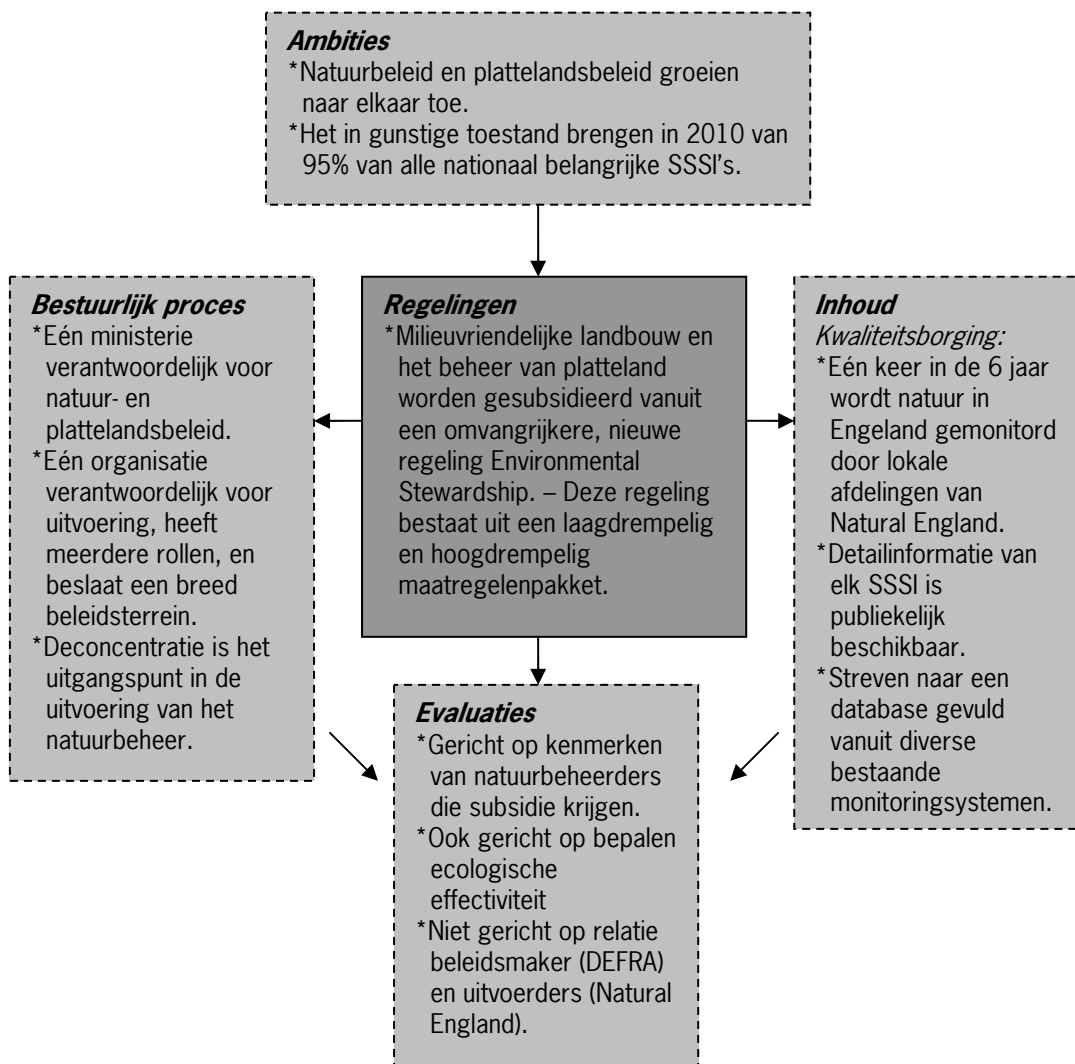 Ambities
*Natuurbeleid en plattelandsbeleid groeien
naar elkaar toe.
*Het in gunstige toestand brengen in 2010 van
95% van alle nationaal belangrijke SSSI's.
Bestuurlijk proces
*Eén ministerie
verantwoordelijk voor
natuur- en
plattelandsbeleid.
*Eén organisatie
verantwoordelijk voor
uitvoering, heeft
meerdere rollen, en
beslaat een breed
beleidsterrein.
*Deconcentratie is het
uitgangspunt in de
uitvoering van het
natuurbeheer.
Regelingen
*Milieuvriendelijke landbouw en
het beheer van platteland
worden gesubsidieerd vanuit
een omvangrijkere, nieuwe
regeling Environmental
Stewardship. – Deze regeling
bestaat uit een laagdrempelig
en hoogdrempelig
maatregelenpakket.
Inhoud
Kwaliteitsborging:
*Eén keer in de 6 jaar
wordt natuur in
Engeland gemonitord
door lokale
afdelingen van
Natural England.
*Detailinformatie van
elk SSSI is
publiekelijk
beschikbaar.
*Streven naar een
database gevuld
vanuit diverse
bestaande
monitoringsystemen.
Evaluaties
*Gericht op kenmerken
van natuurbeheerders
die subsidie krijgen.
*Ook gericht op bepalen
ecologische
effectiviteit
*Niet gericht op relatie
beleidsmaker (DEFRA)
en uitvoerders (Natural
England).